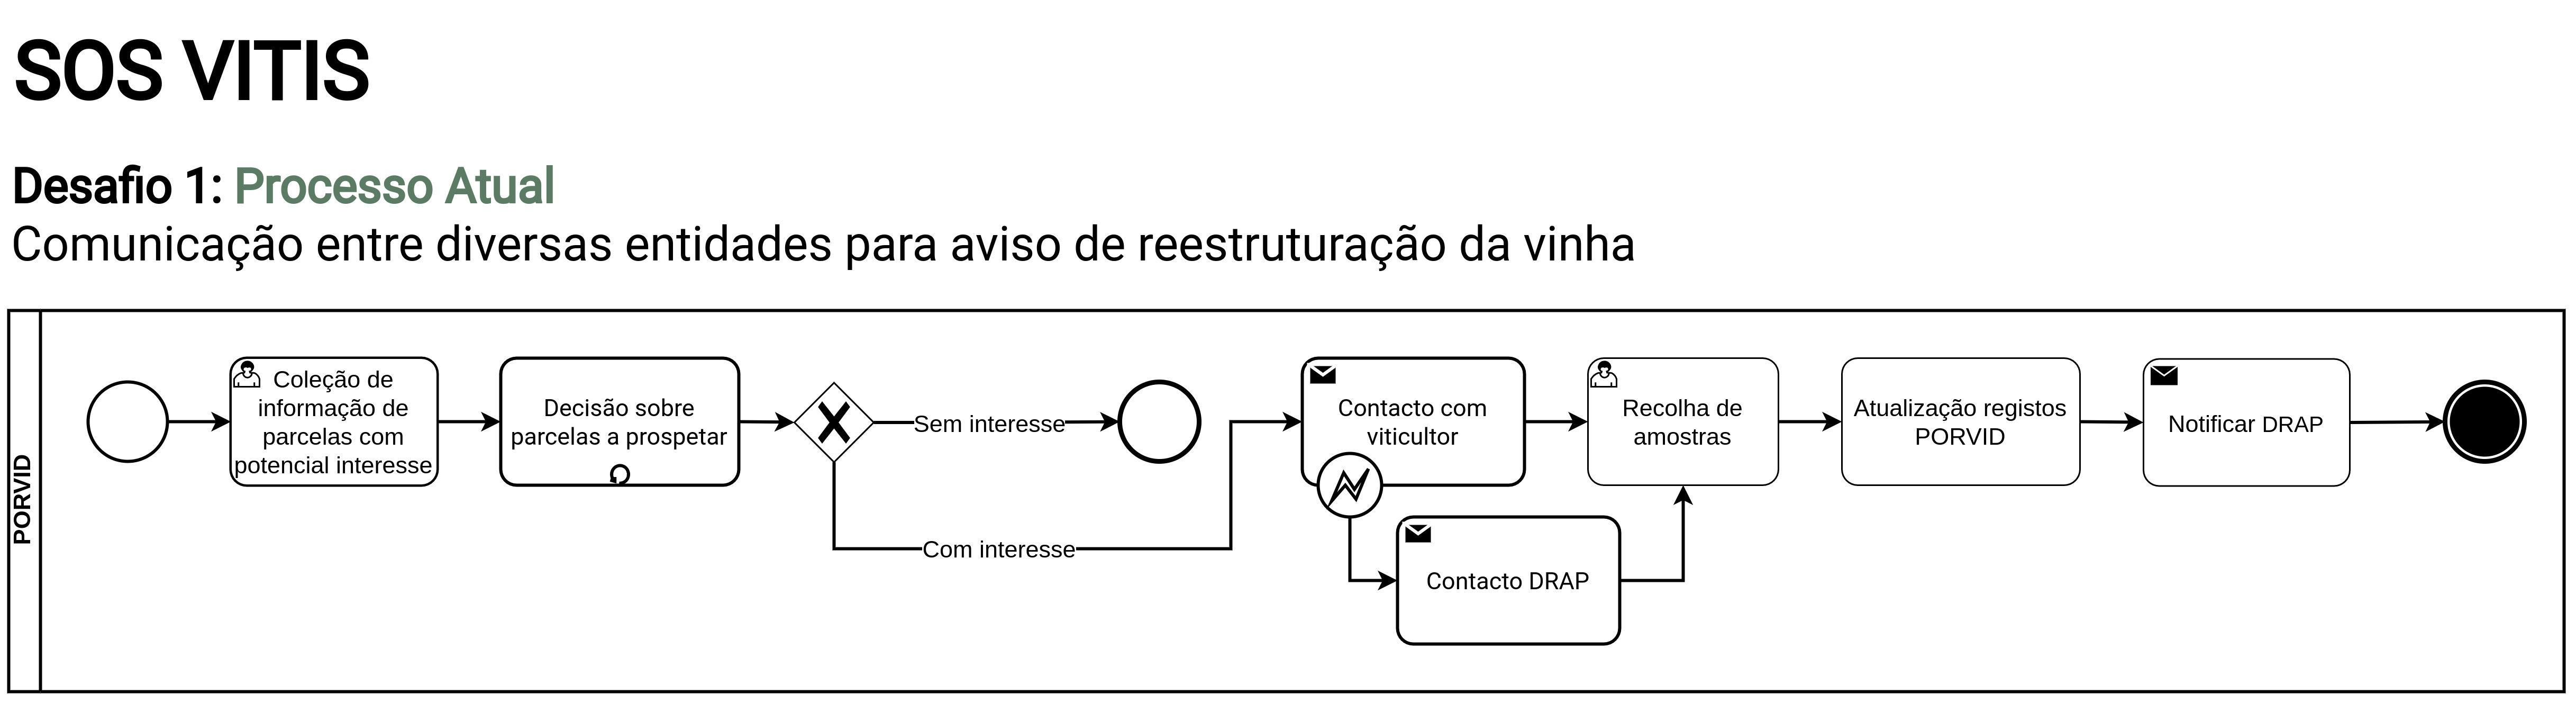 SOS VITIS
Desafio 1: Processo Atual
Comunicação entre diversas entidades para aviso de reestruturação da vinha
PORVID
Coleção de
informação de
parcelas com
potencial interesse
Decisão sobre
parcelas a prospetar
Sem interesse
Com interesse
Contacto com
viticultor
Contacto DRAP
Recolha de
amostras
Atualização registos
PORVID
Notificar DRAP